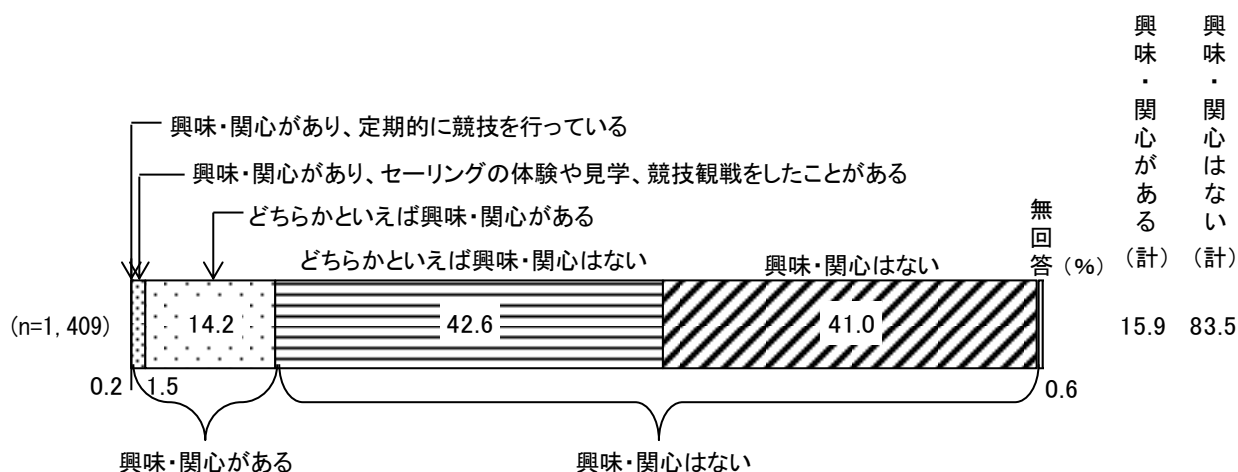 興味・関心がある(計)
興味・関心はない(計)
興味・関心があり、定期的に競技を行っている
興味・関心があり、セーリングの体験や見学、競技観戦をしたことがある
どちらかといえば興味・関心がある
どちらかといえば興味・関心はない
興味・関心はない
無回答
(%)
(n=1,409)
14.2
42.6
41.0
15.9
83.5
0.2
1.5
0.6
興味・関心がある
興味・関心はない